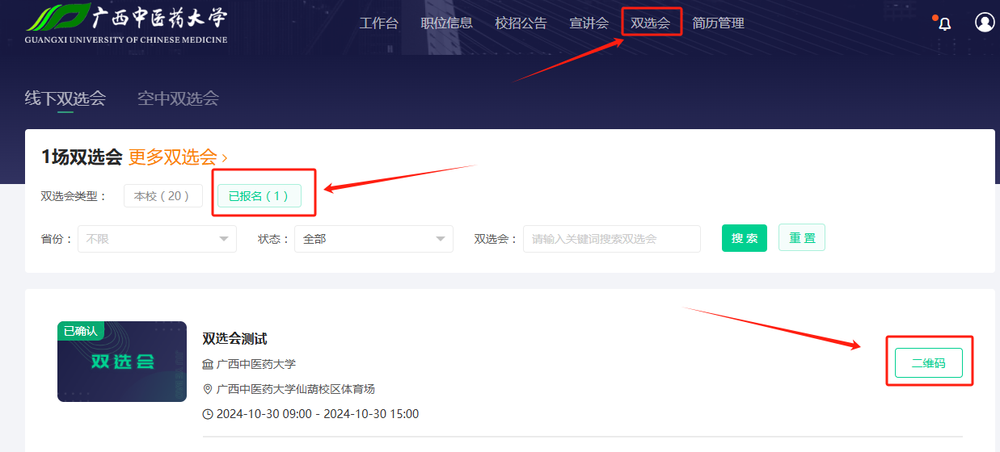 广西中医药大学
GUANGXI UNIVERSITY OF CHINESE MEDICINE
工作台 职位信息 校招公告 宣讲会 双选会 简历管理
线下双选会 空中双选会
1场双选会 更多双选会 >
双选会类型： 本校（20） 已报名（1）
省份： 不限 状态： 全部 双选会： 请输入关键词搜索双选会 搜 索 重 置
已确认
双选会
双选会测试
广西中医药大学
广西中医药大学仙葫校区体育场
2024-10-30 09:00 - 2024-10-30 15:00
二维码